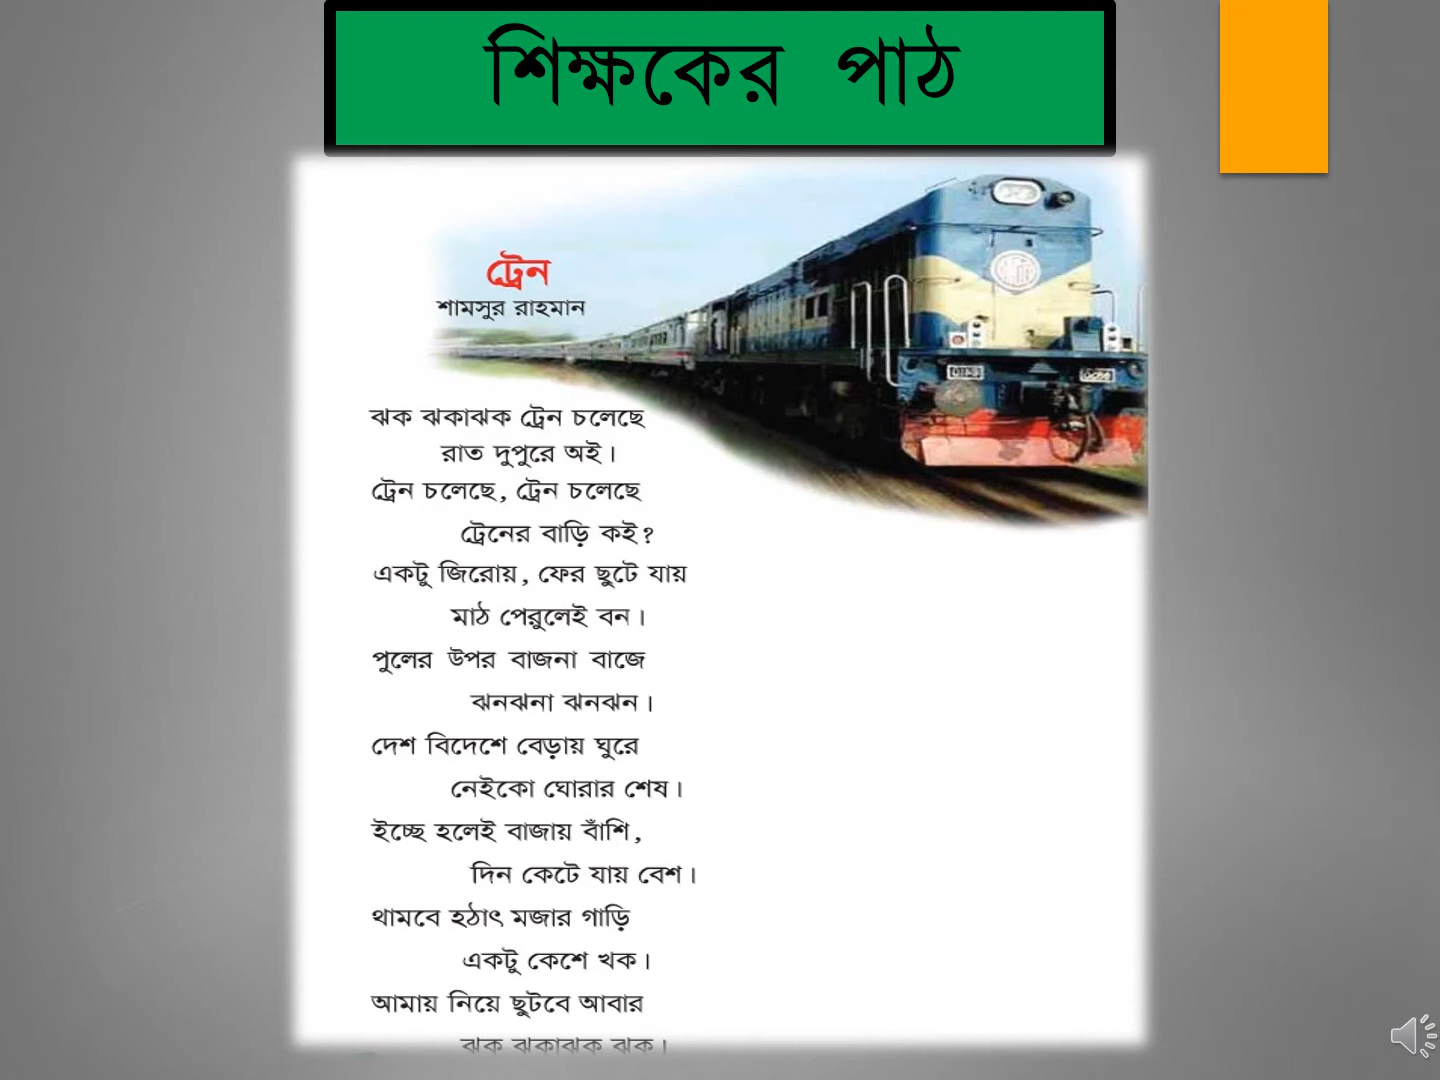 শিক্ষকের পাঠ
ট্রেন
শামসুর রাহমান
ঝক ঝকাঝক ট্রেন চলেছে
রাত দুপুরে অই।
ট্রেন চলেছে, ট্রেন চলেছে
ট্রেনের বাড়ি কই?
একটু জিরোয়, ফের ছুটে যায়
মাঠ পেরুলেই বন।
পুলের উপর বাজনা বাজে
ঝনঝনা ঝনঝন।
দেশ বিদেশে বেড়ায় ঘুরে
নেইকো ঘোরার শেষ।
ইচ্ছে হলেই বাজায় বাঁশি,
দিন কেটে যায় বেশ।
থামবে হঠাৎ মজার গাড়ি
একটু কেশে খক।
আমায় নিয়ে ছুটবে আবার
ঝক ঝকাঝক ঝক।